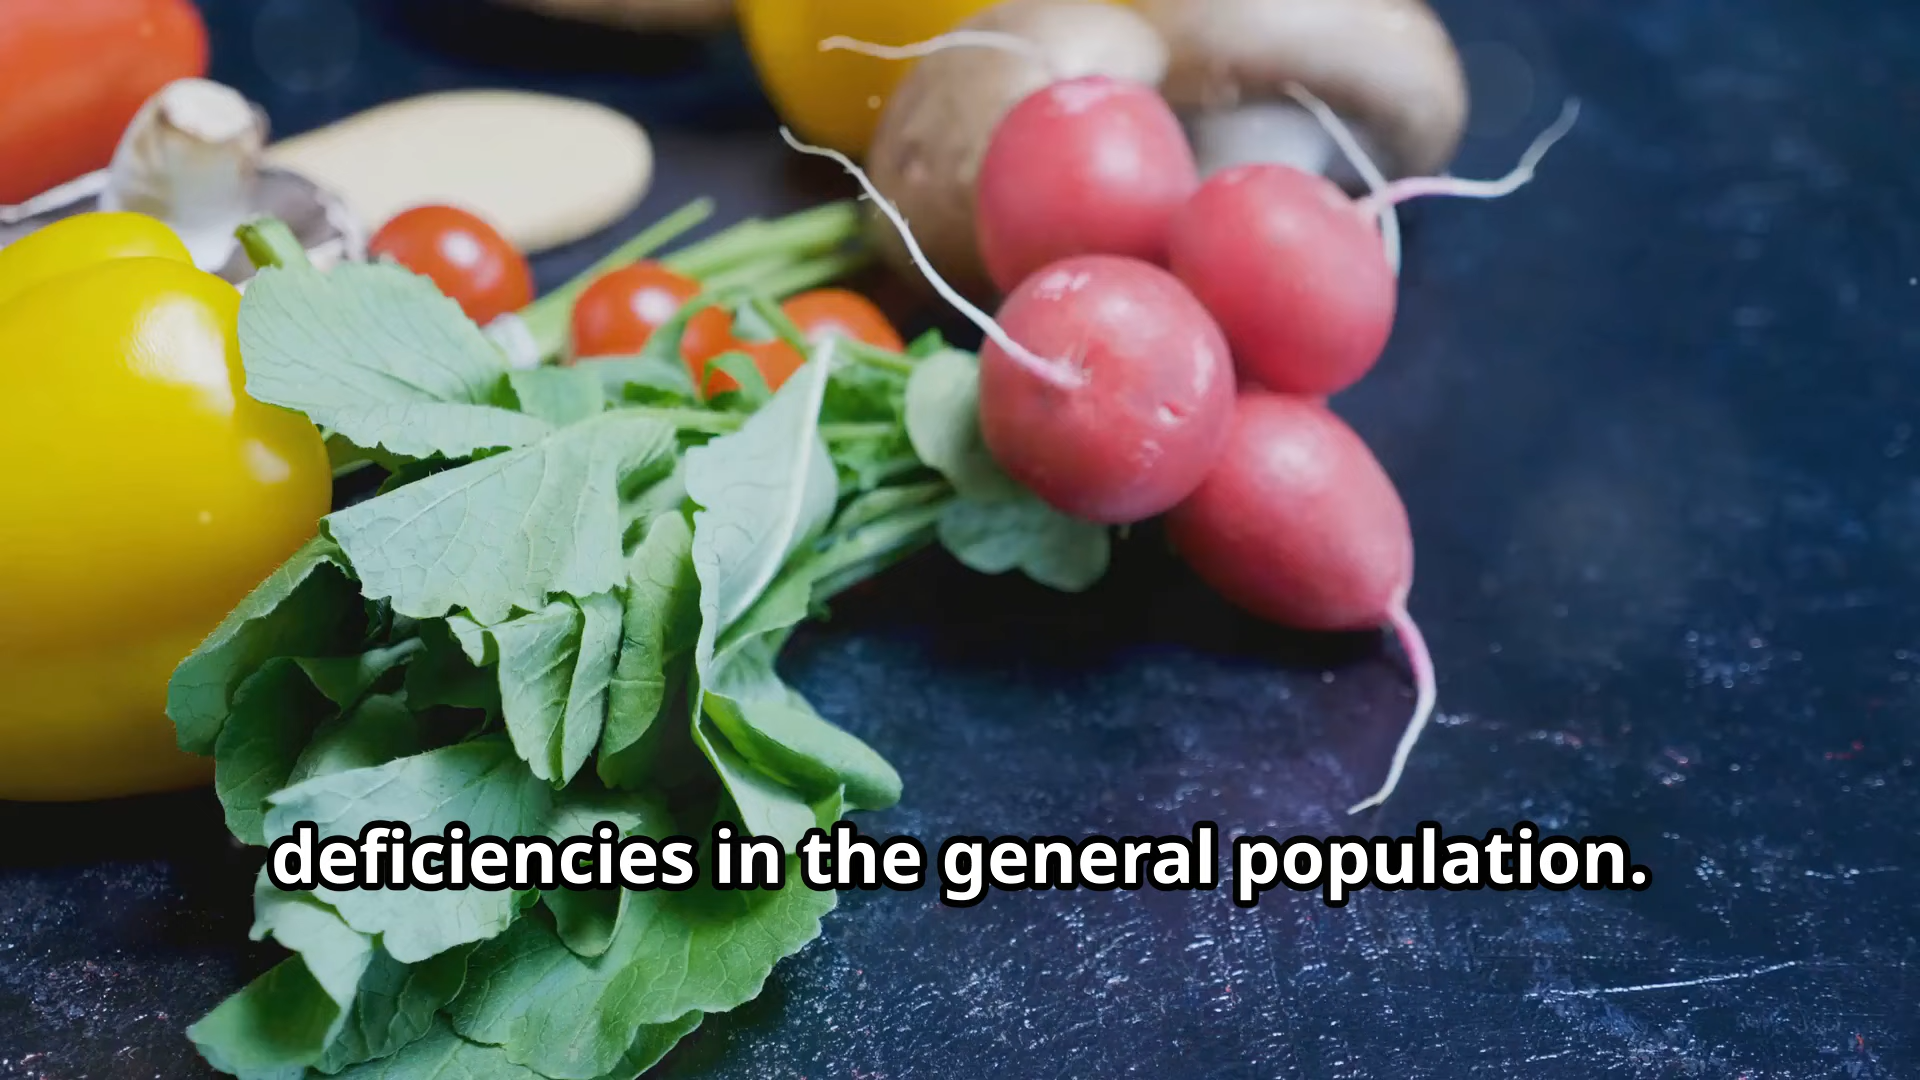 deficiencies in the general population.